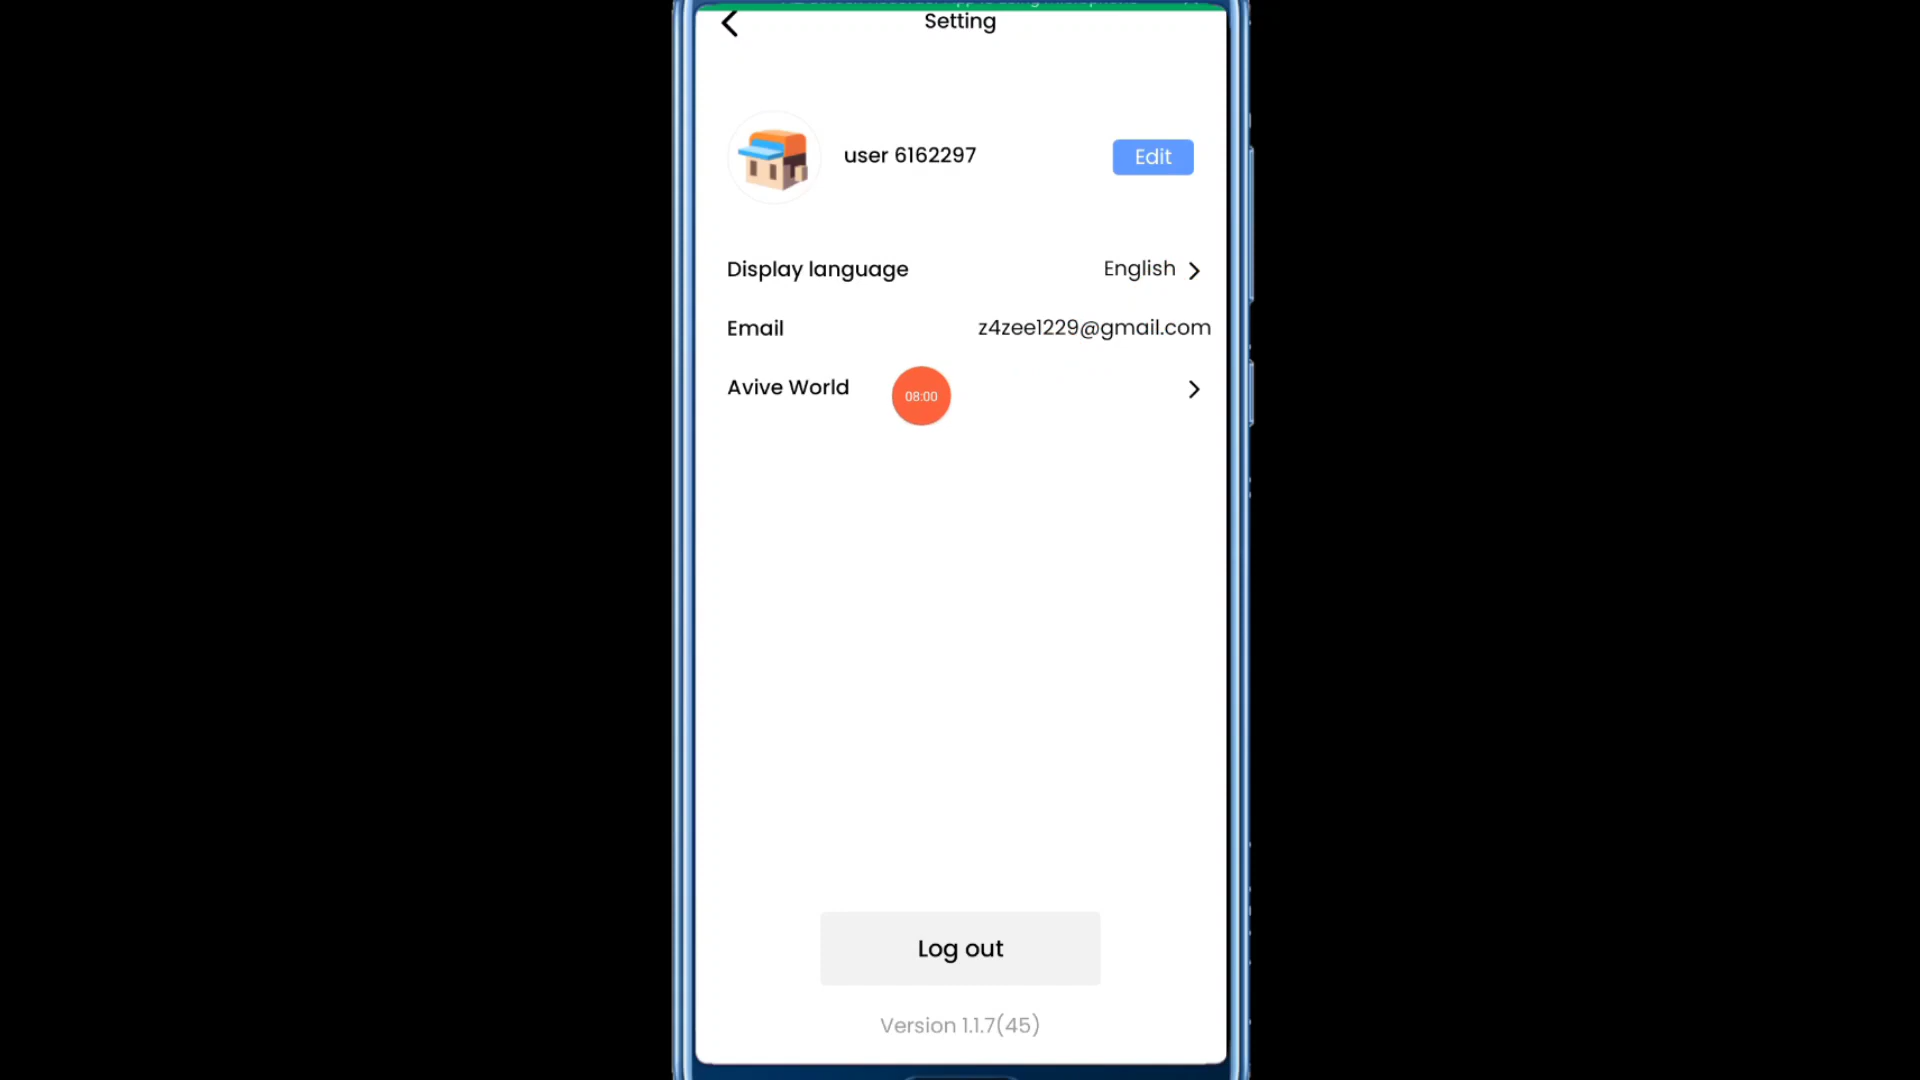 Setting
user 6162297
Edit
Display language
English
Email
z4zee1229@gmail.com
Avive World
08:00
Log out
Version 1.1.7(45)